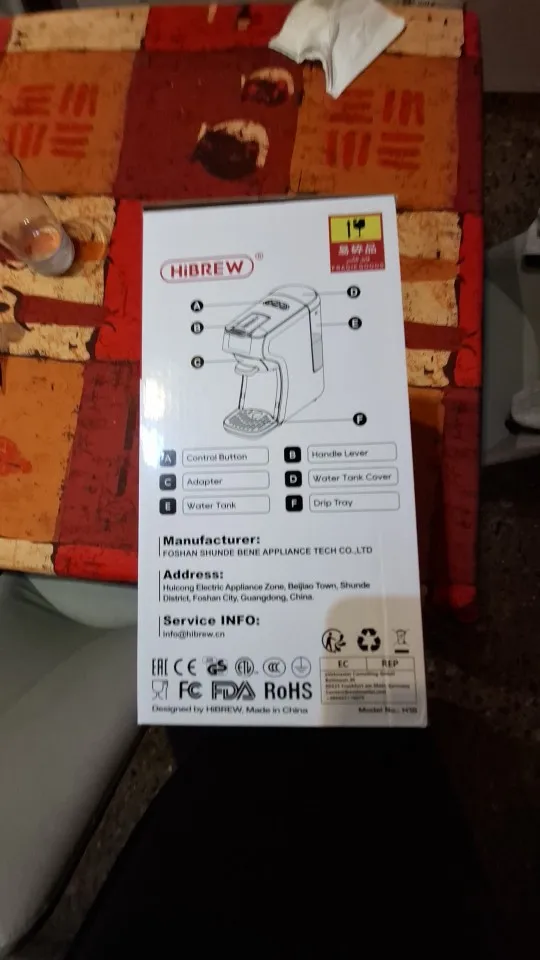 HiBREW®
易碎品
FRAGILE GOODS
A
B
C
D
E
F
A Control Button
B Handle Lever
C Adapter
D Water Tank Cover
E Water Tank
F Drip Tray
Manufacturer:
FOSHAN SHUNDE BENE APPLIANCE TECH CO.,LTD
Address:
Huicong Electric Appliance Zone, Beijiao Town, Shunde
District, Foshan City, Guangdong, China.
Service INFO:
info@hibrew.cn
EAC CE GS ETL CCC
EC REP
FC FDA RoHS
Designed by HiBREW, Made in China
Model No.: